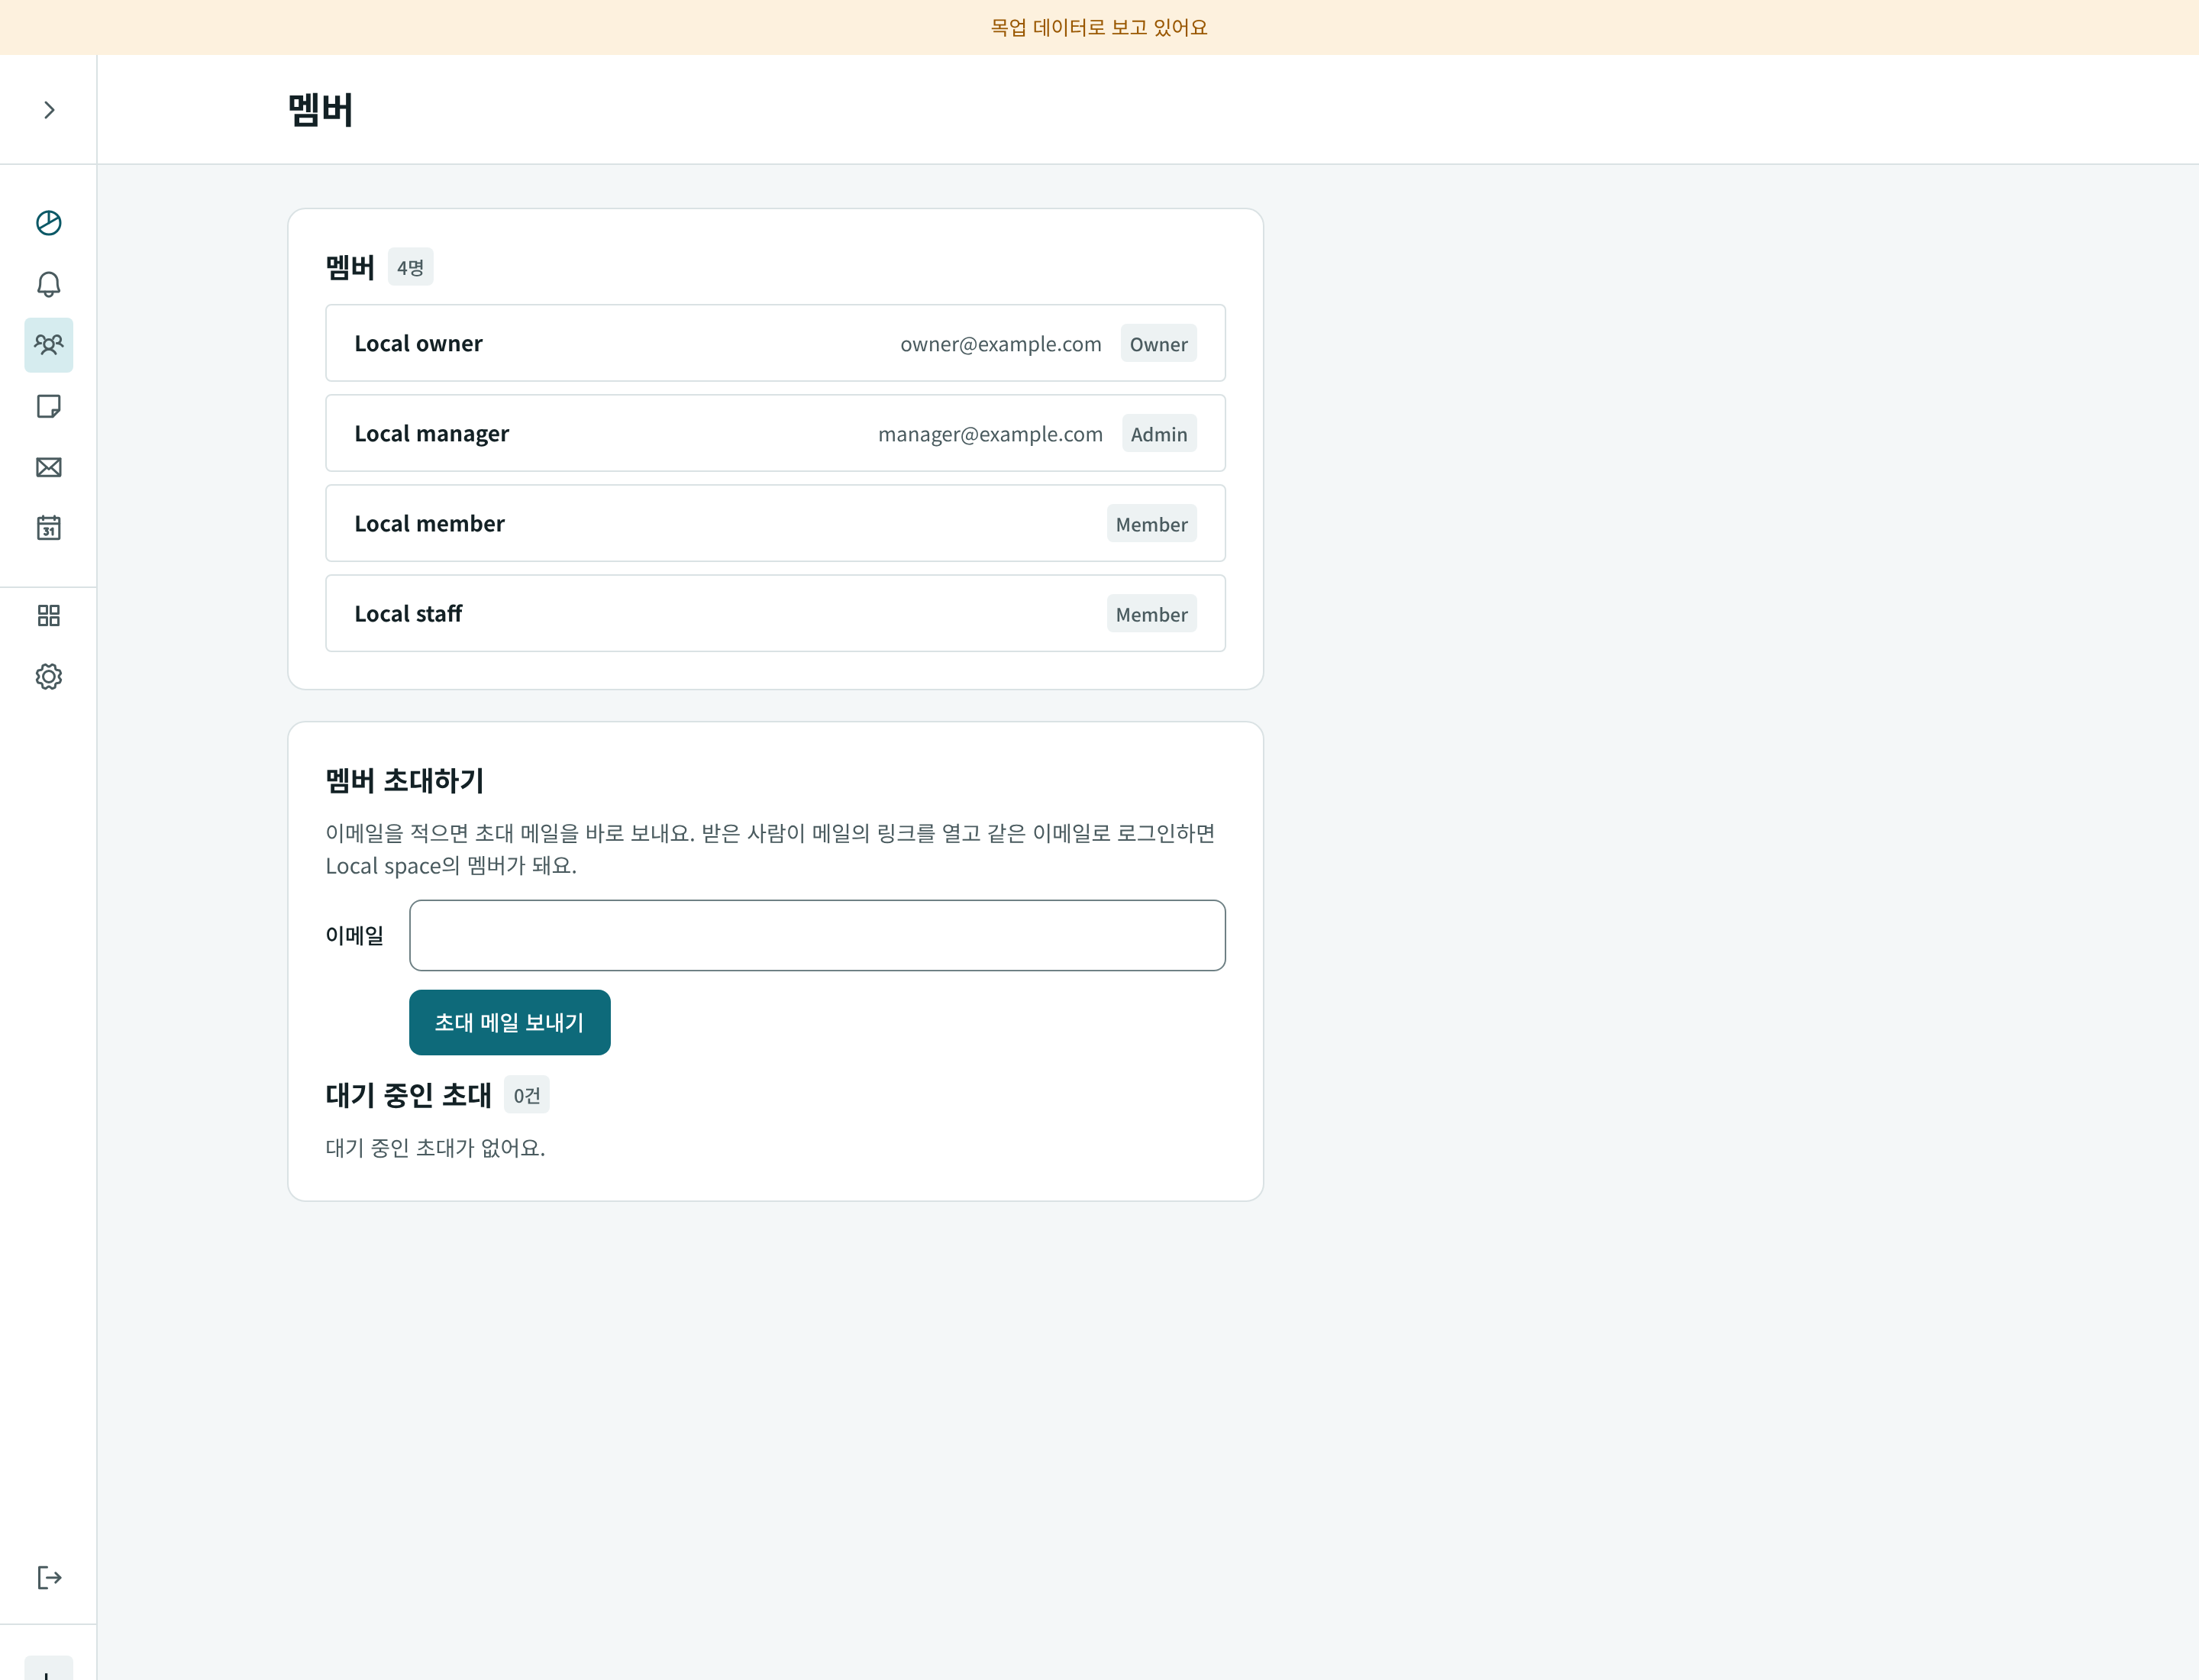 목업 데이터로 보고 있어요
멤버
멤버 4명
Local owner owner@example.com Owner
Local manager manager@example.com Admin
Local member Member
Local staff Member
31
멤버 초대하기
이메일을 적으면 초대 메일을 바로 보내요. 받은 사람이 메일의 링크를 열고 같은 이메일로 로그인하면
Local space의 멤버가 돼요.
이메일
초대 메일 보내기
대기 중인 초대 0건
대기 중인 초대가 없어요.